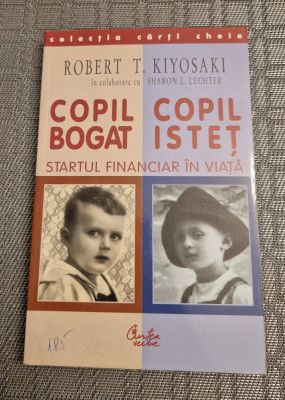 colecția cărți cheie
ROBERT T. KIYOSAKI
în colaborare cu SHARON L. LECHTER
COPIL COPIL
BOGAT ISTEȚ
STARTUL FINANCIAR ÎN VIAȚĂ
185
Curtea
veche